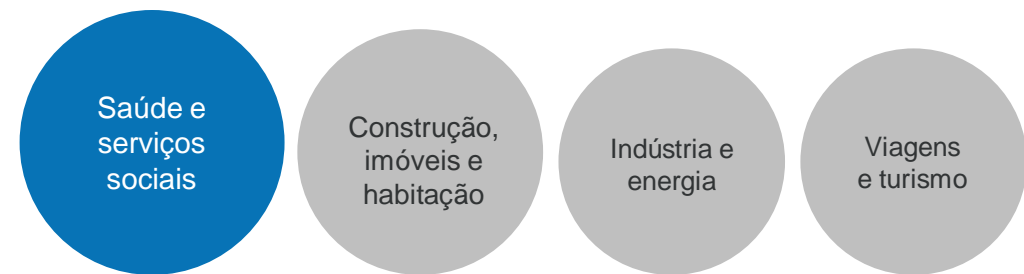 Saúde e
serviços
sociais
Construção,
imóveis e
habitação
Indústria e
energia
Viagens
e turismo